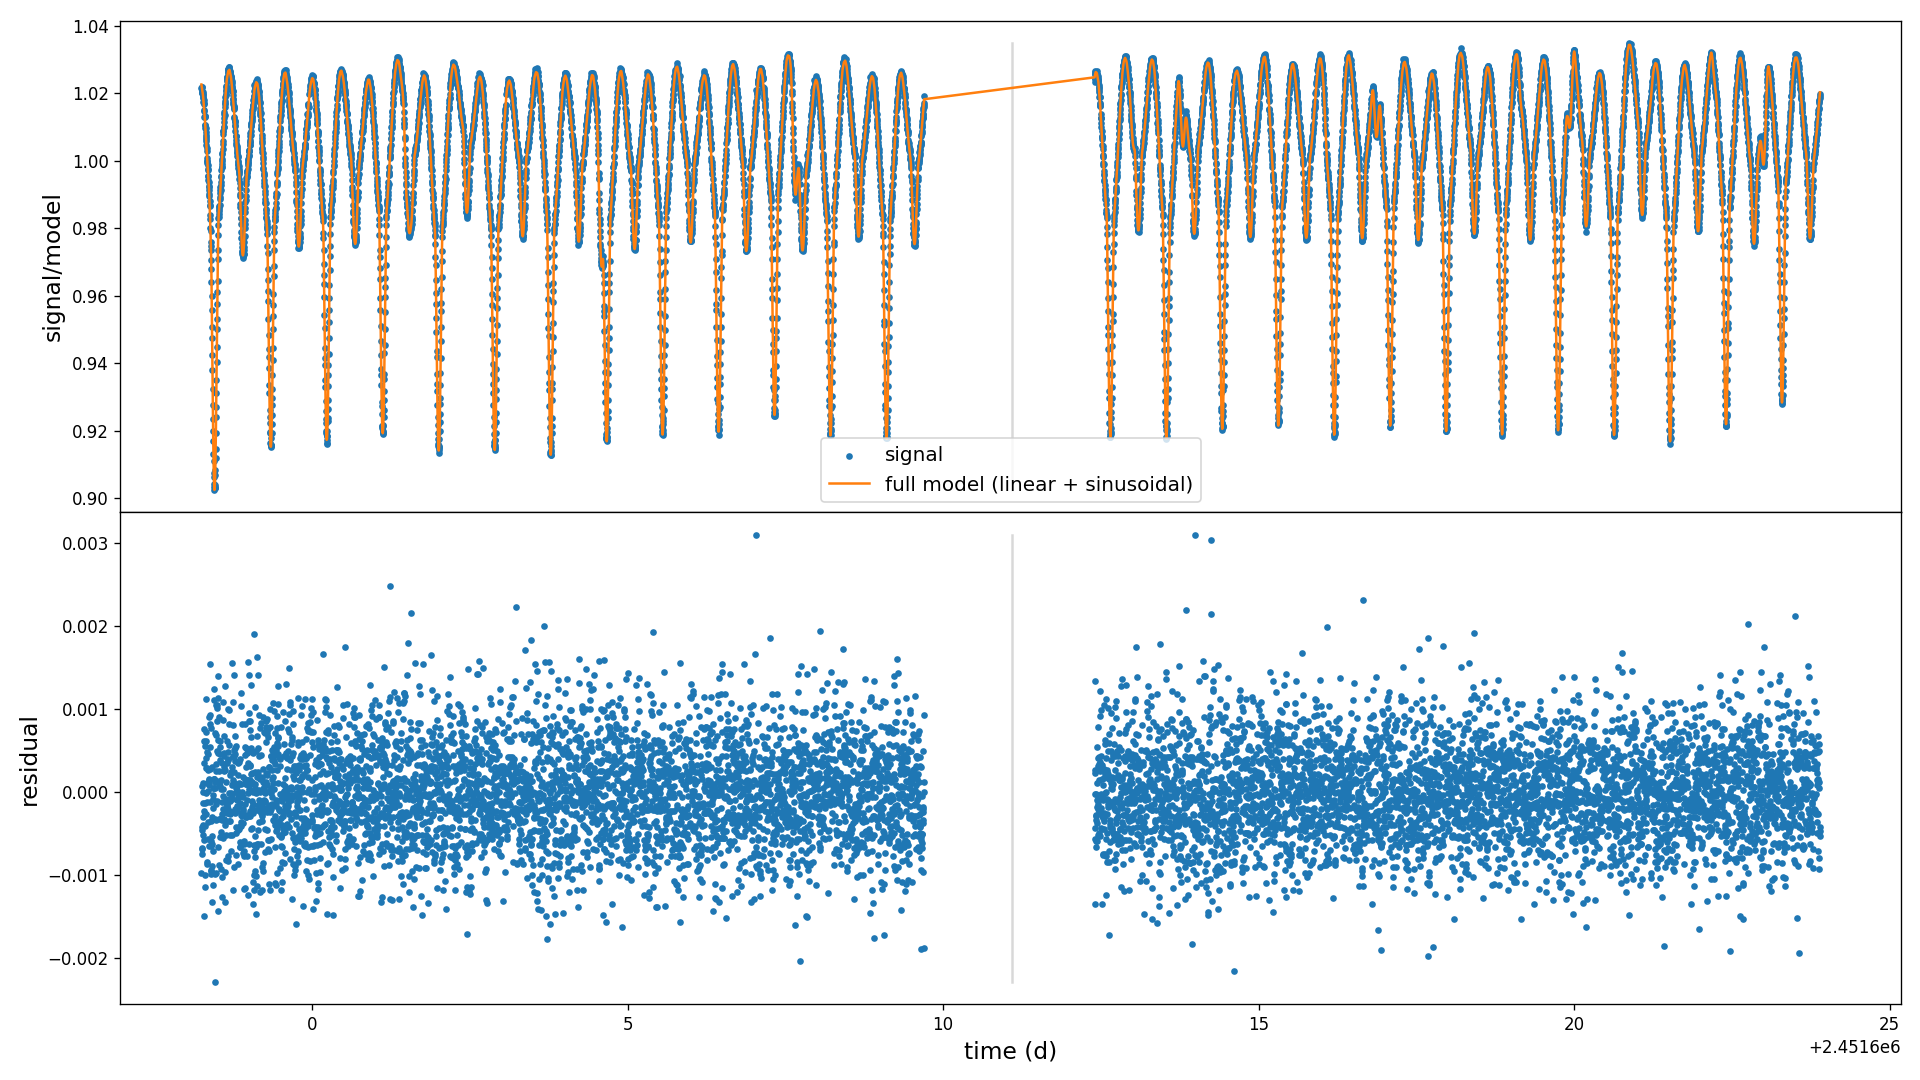 1.04
1.02
1.00
0.98
0.96
0.94
0.92
0.90
signal/model
signal
full model (linear + sinusoidal)
0.003
0.002
0.001
0.000
−0.001
−0.002
residual
0 5 10 15 20 25
time (d)
+2.4516e6